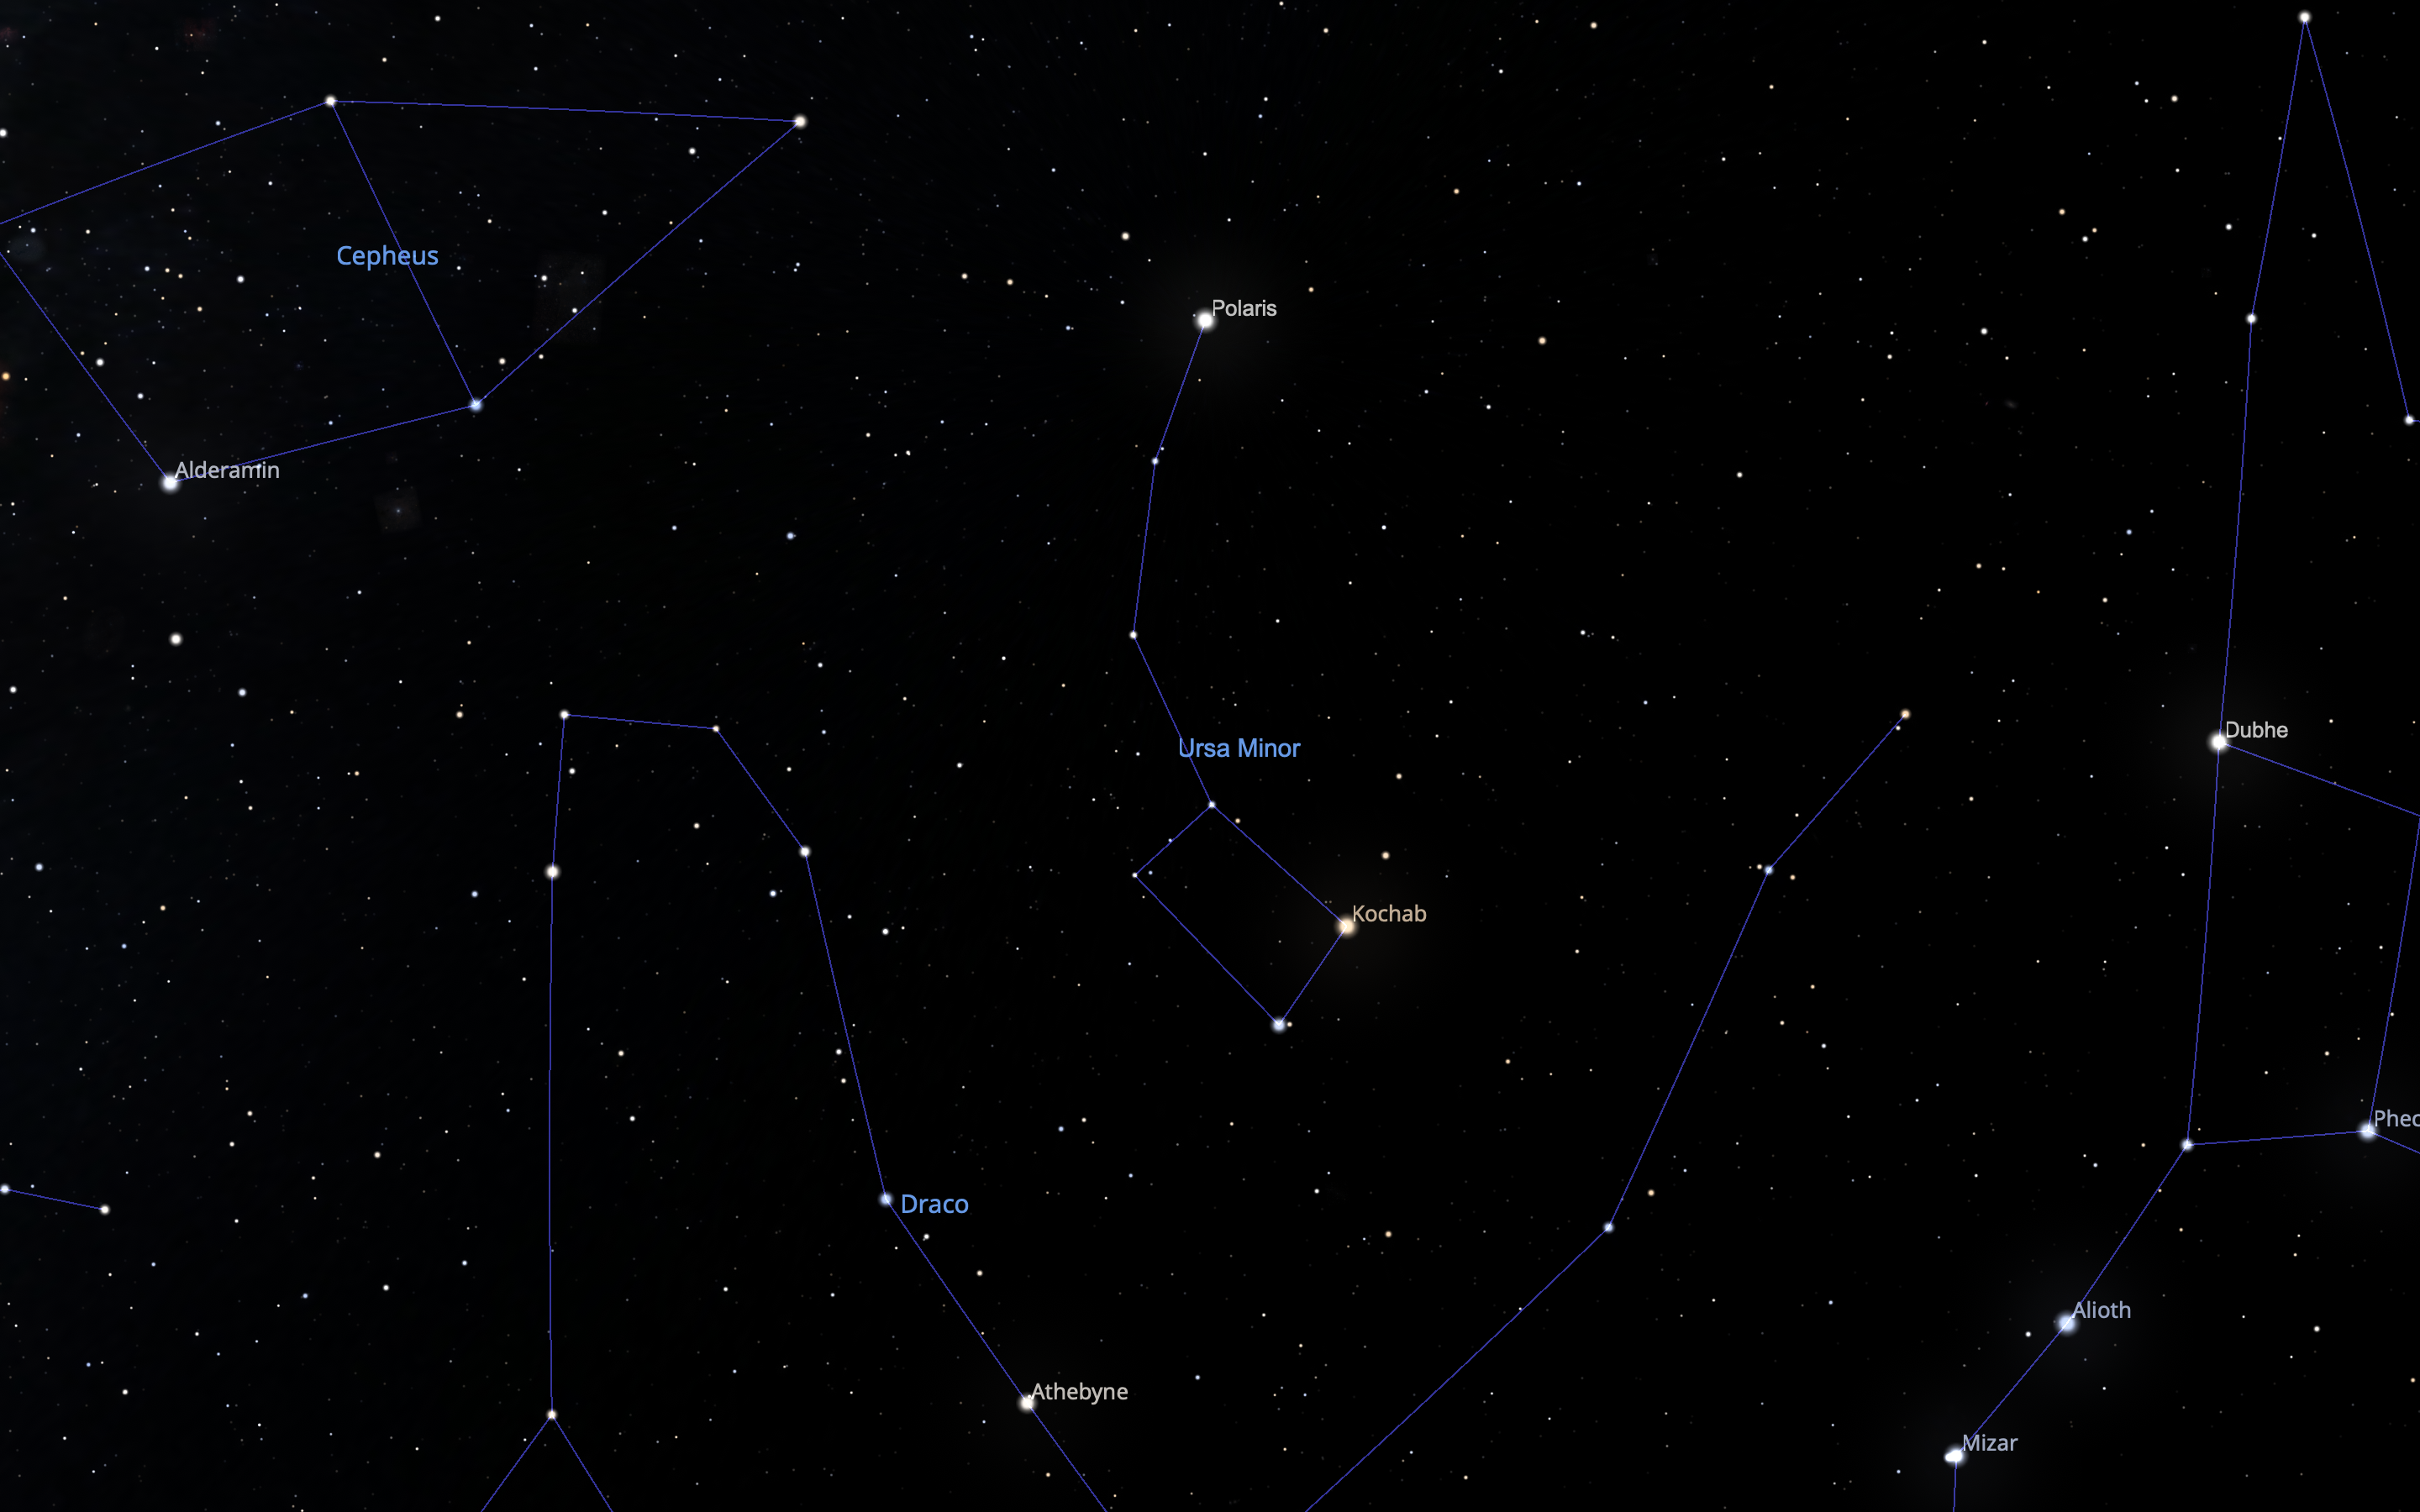 Cepheus
Polaris
Alderamin
Dubhe
Ursa Minor
Kochab
Phec
Draco
Alioth
Athebyne
Mizar